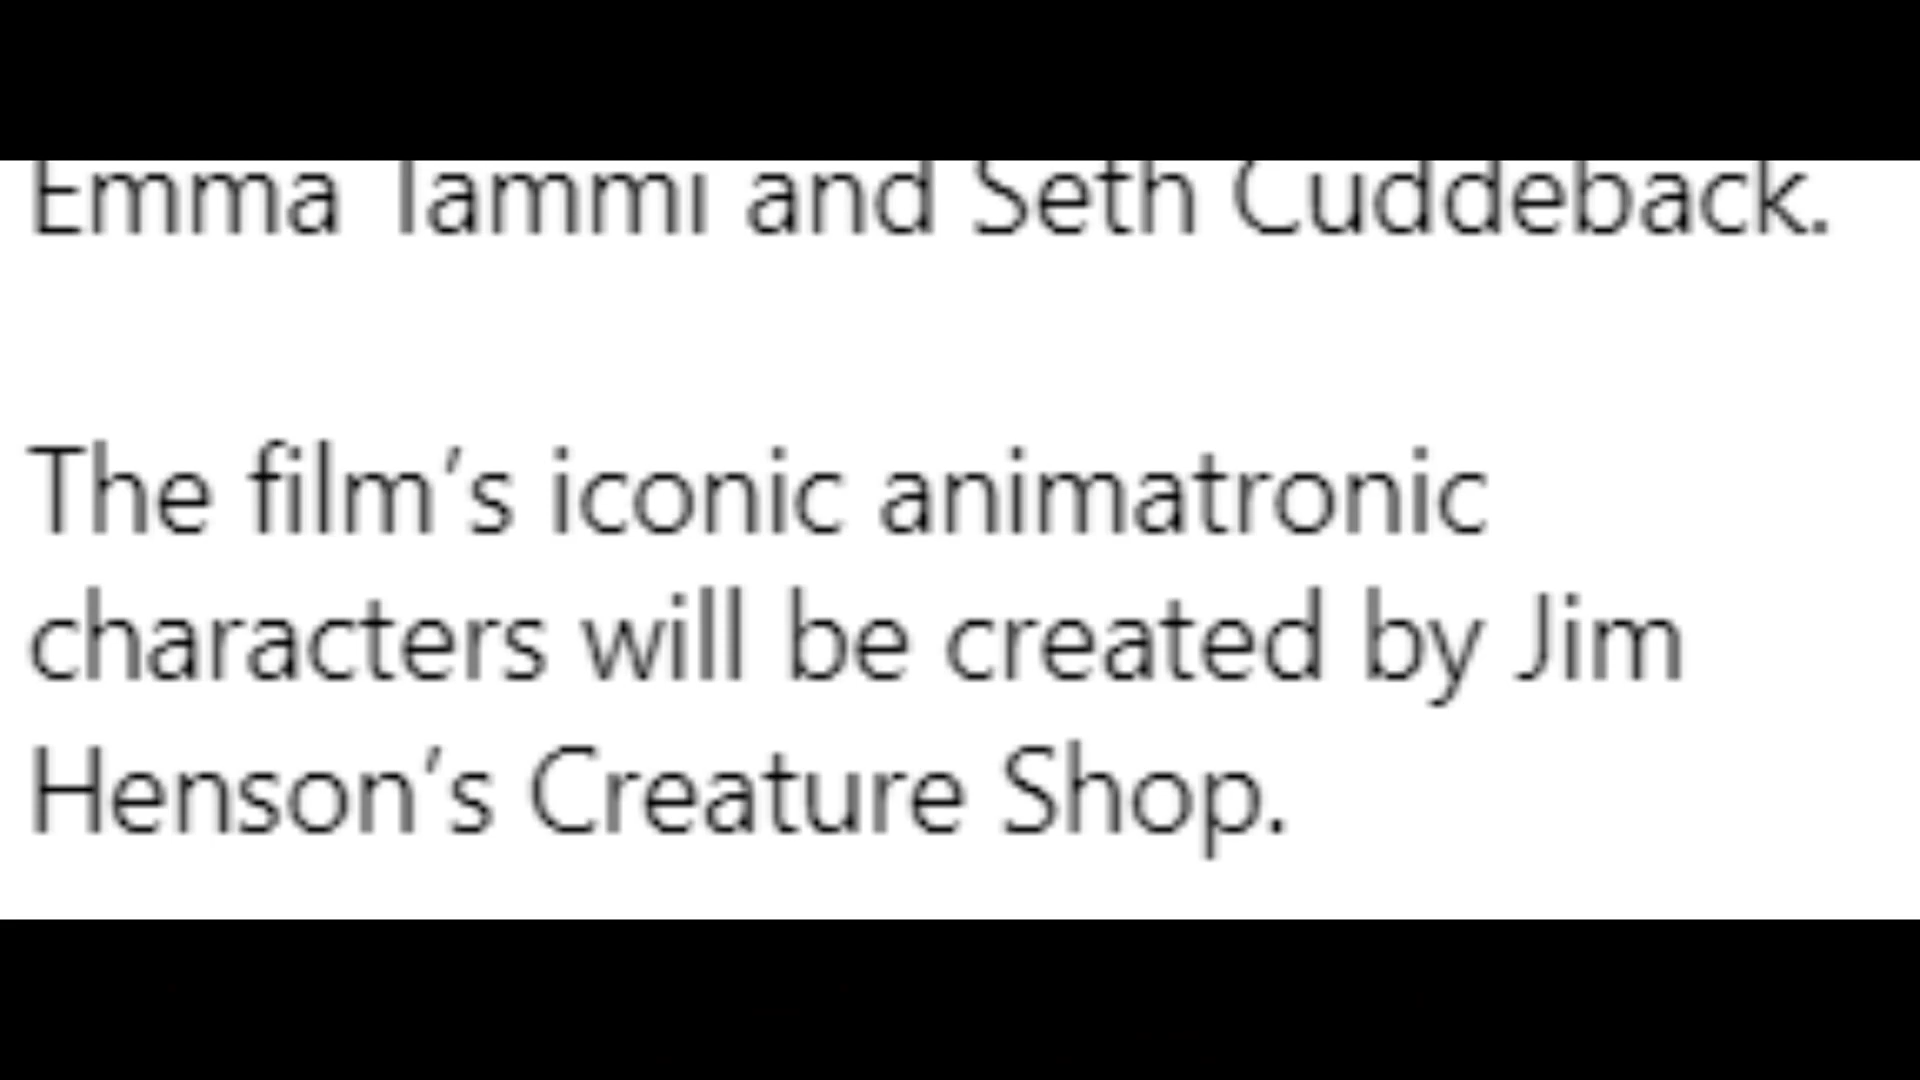 Emma Tammi and Seth Cuddeback.
The film’s iconic animatronic
characters will be created by Jim
Henson’s Creature Shop.